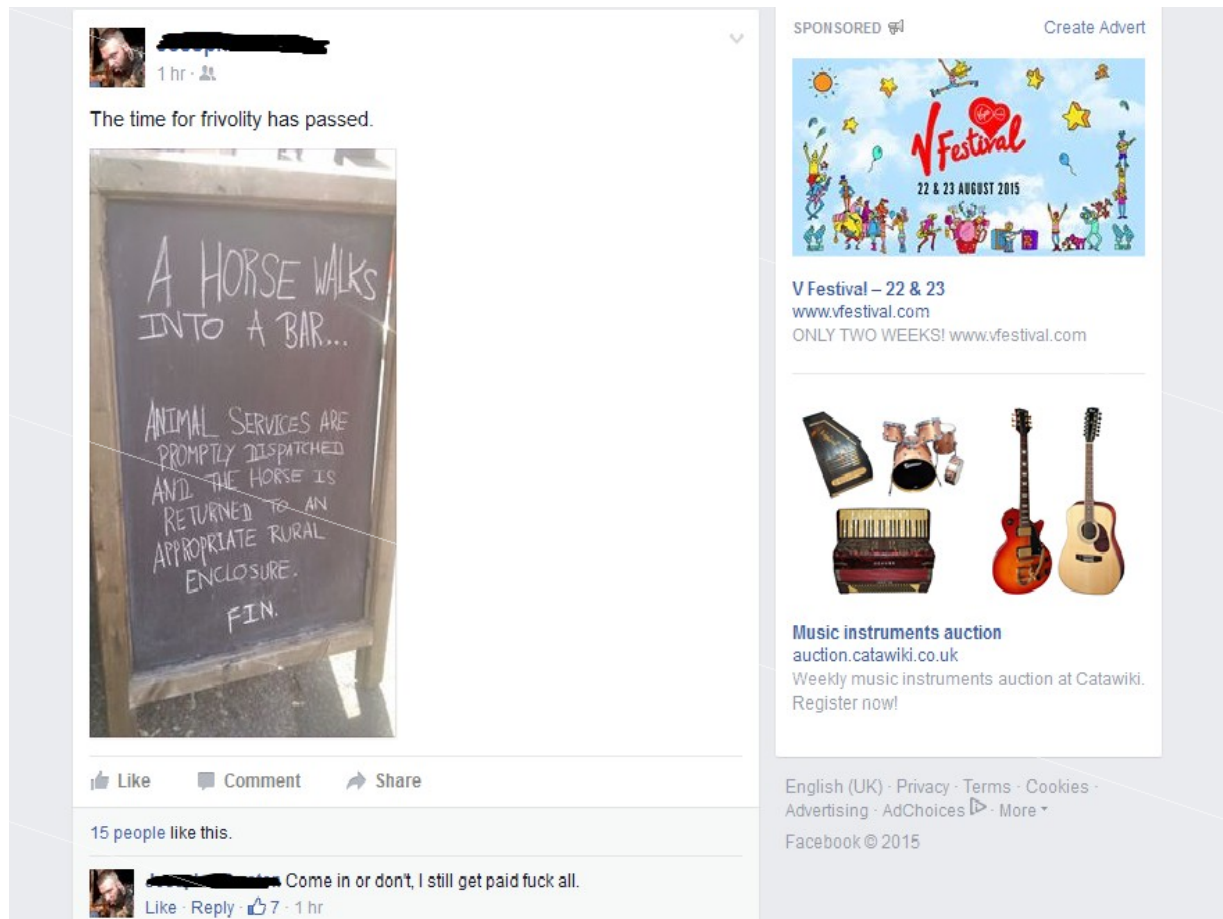 1 hr ·
The time for frivolity has passed.
A HORSE WALKS
INTO A BAR...
ANIMAL SERVICES ARE
PROMPTLY DISPATCHED
AND THE HORSE IS
RETURNED TO AN
APPROPRIATE RURAL
ENCLOSURE.
FIN.
Like Comment Share
15 people like this.
Come in or don't, I still get paid fuck all.
Like · Reply · 7 · 1 hr
SPONSORED Create Advert
V Festival
22 & 23 AUGUST 2015
V Festival – 22 & 23
www.vfestival.com
ONLY TWO WEEKS! www.vfestival.com
Music instruments auction
auction.catawiki.co.uk
Weekly music instruments auction at Catawiki.
Register now!
English (UK) · Privacy · Terms · Cookies ·
Advertising · AdChoices · More
Facebook © 2015